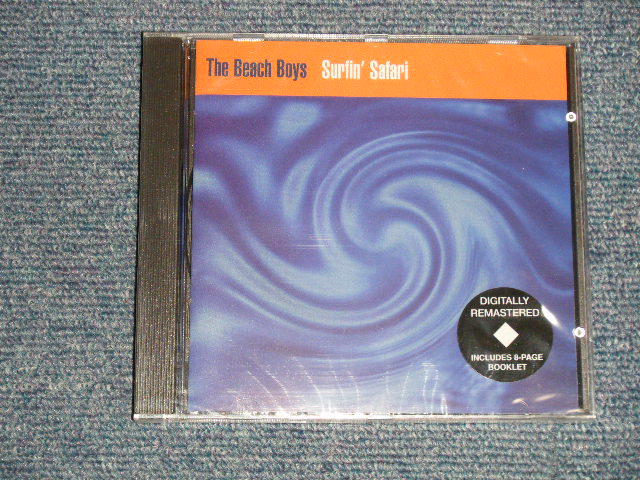 The Beach Boys Surfin' Safari
DIGITALLY
REMASTERED
INCLUDES 8-PAGE
BOOKLET